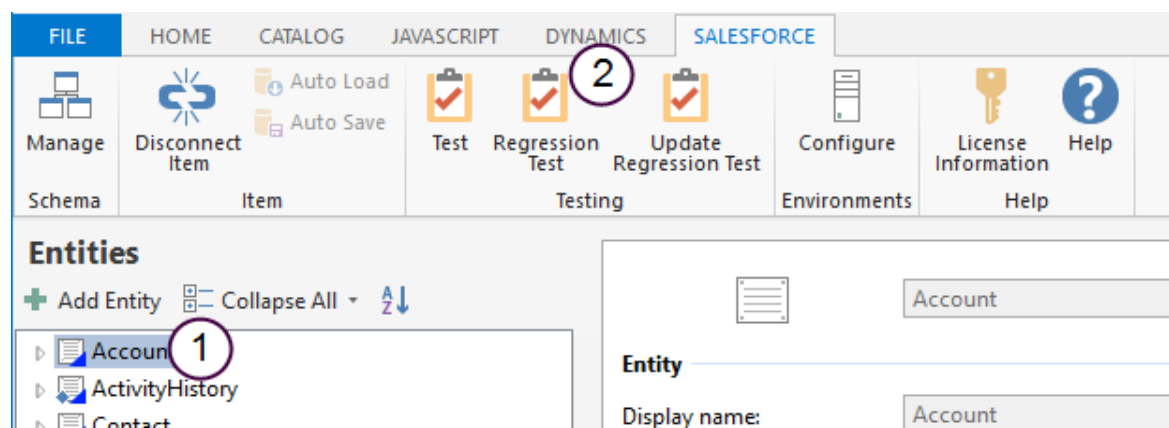 FILE HOME CATALOG JAVASCRIPT DYNAMICS SALESFORCE
2
Auto Load
Auto Save
Manage Disconnect Item Test Regression Test Update Regression Test Configure License Information Help
Schema Item Testing Environments Help
Entities
Add Entity Collapse All A Z
Account
Accoun 1
Entity
ActivityHistory
Display name: Account
Contact